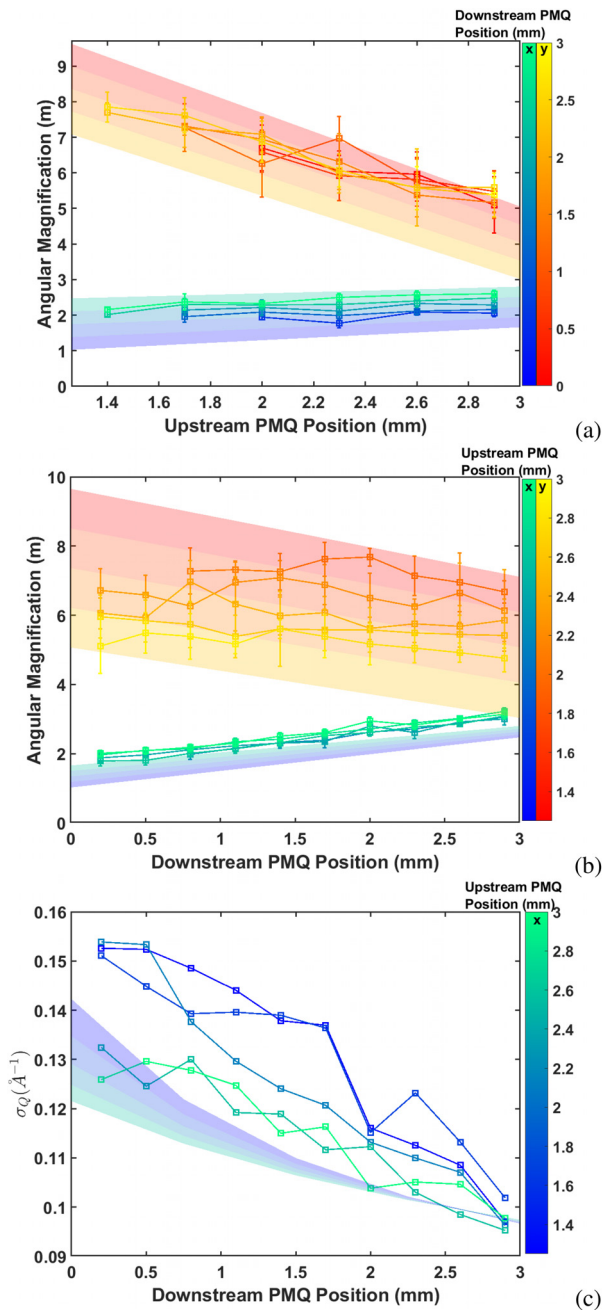 Downstream PMQ
Position (mm)
x y
3
2.5
2
1.5
1
0.5
0
9
8
7
6
5
4
3
2
1
0
Angular Magnification (m)
1.4 1.6 1.8 2 2.2 2.4 2.6 2.8 3
Upstream PMQ Position (mm)
(a)
Upstream PMQ
Position (mm)
x y
3
2.8
2.6
2.4
2.2
2
1.8
1.6
1.4
10
8
6
4
2
0
Angular Magnification (m)
0 0.5 1 1.5 2 2.5 3
Downstream PMQ Position (mm)
(b)
Upstream PMQ
Position (mm)
x
3
2.8
2.6
2.4
2.2
2
1.8
1.6
1.4
0.16
0.15
0.14
0.13
0.12
0.11
0.1
0.09
σ_Q(Å⁻¹)
0 0.5 1 1.5 2 2.5 3
Downstream PMQ Position (mm)
(c)